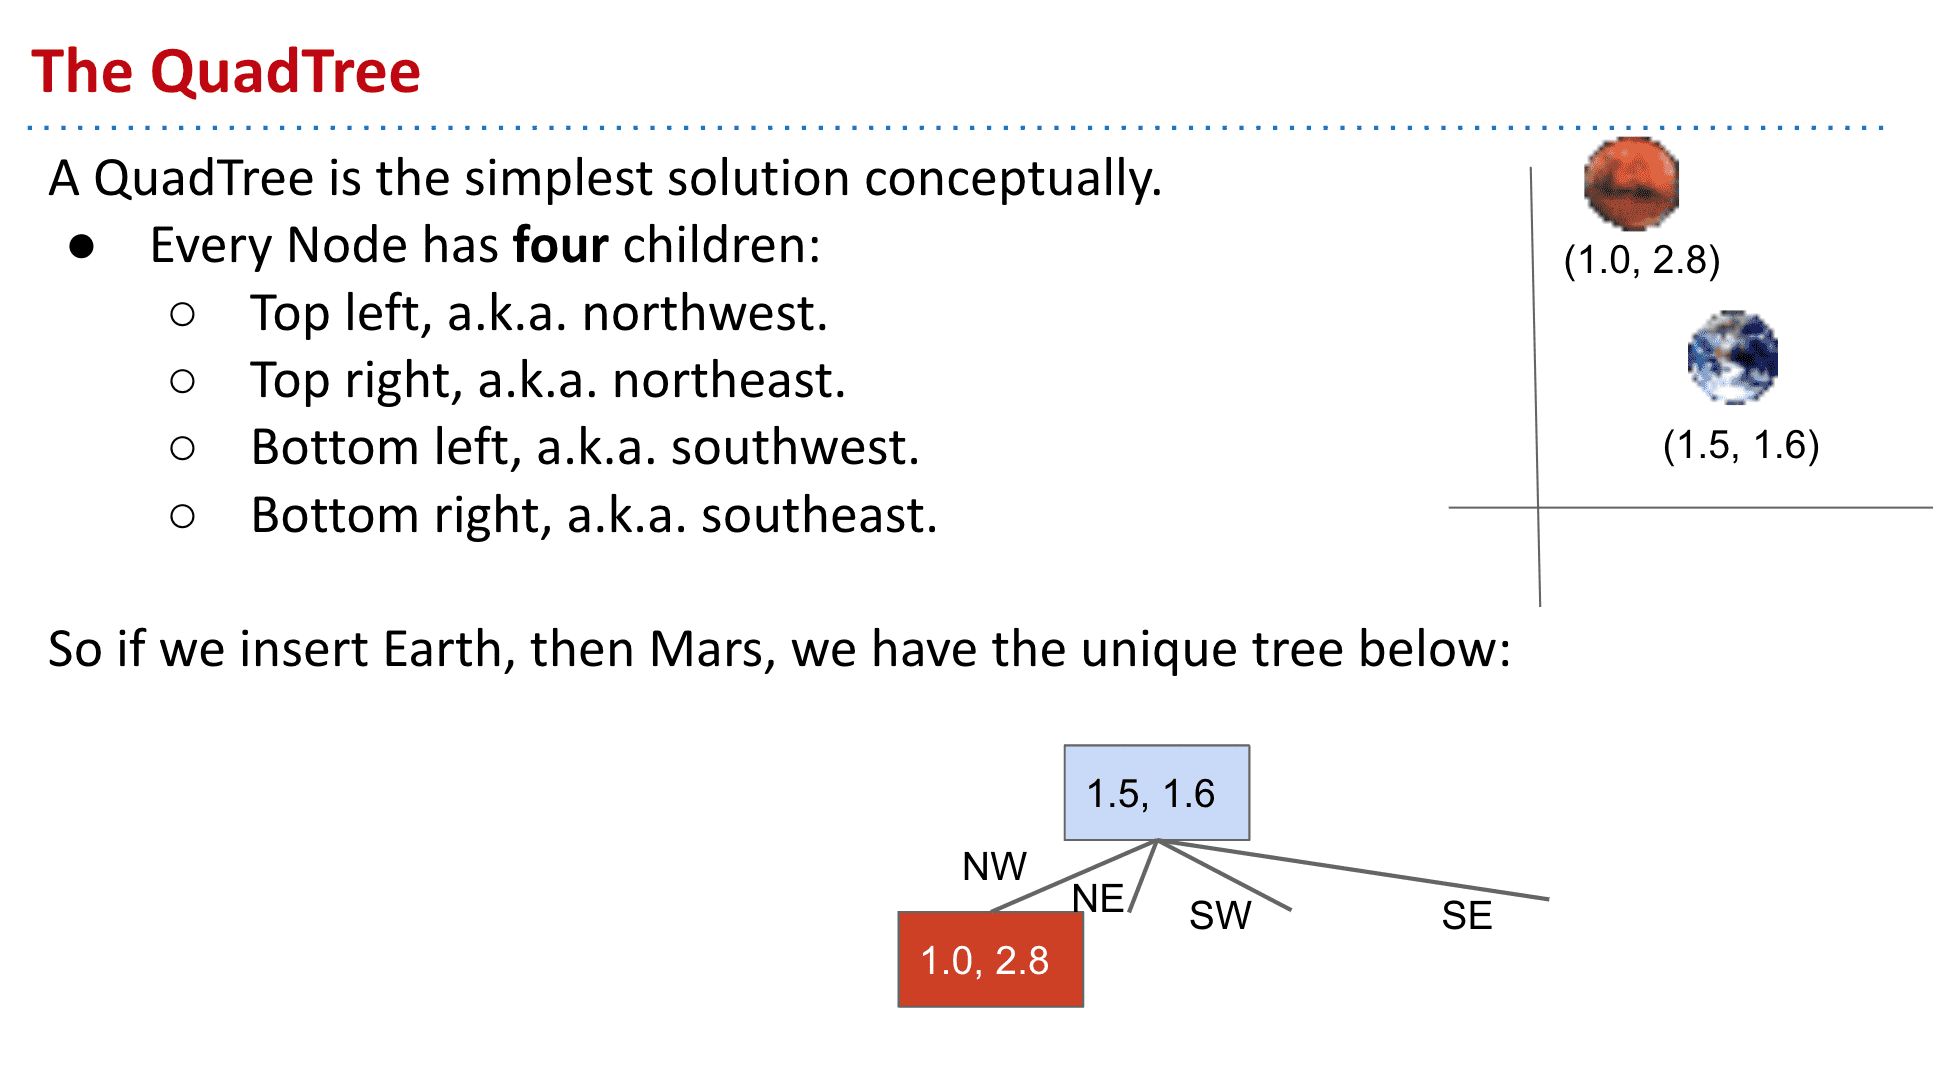 The QuadTree
A QuadTree is the simplest solution conceptually.
● Every Node has four children:
○ Top left, a.k.a. northwest.
○ Top right, a.k.a. northeast.
○ Bottom left, a.k.a. southwest.
○ Bottom right, a.k.a. southeast.
(1.0, 2.8)
(1.5, 1.6)
So if we insert Earth, then Mars, we have the unique tree below:
1.5, 1.6
NW
NE
SW
SE
1.0, 2.8